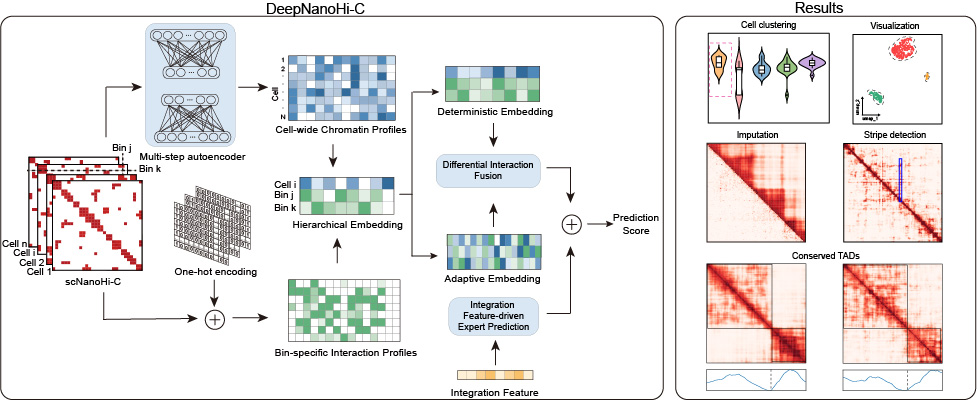 DeepNanoHi-C
Results
Multi-step autoencoder
Bin j
Bin k
Cell n
Cell i
Cell 2
Cell 1
scNanoHi-C
One-hot encoding
1
2
Cell
N
Cell-wide Chromatin Profiles
Cell i
Bin j
Bin k
Hierarchical Embedding
Bin-specific Interaction Profiles
Deterministic Embedding
Differential Interaction
Fusion
Adaptive Embedding
Integration
Feature-driven
Expert Prediction
Integration Feature
Prediction
Score
Cell clustering
Visualization
umap_1
Imputation
Stripe detection
Conserved TADs